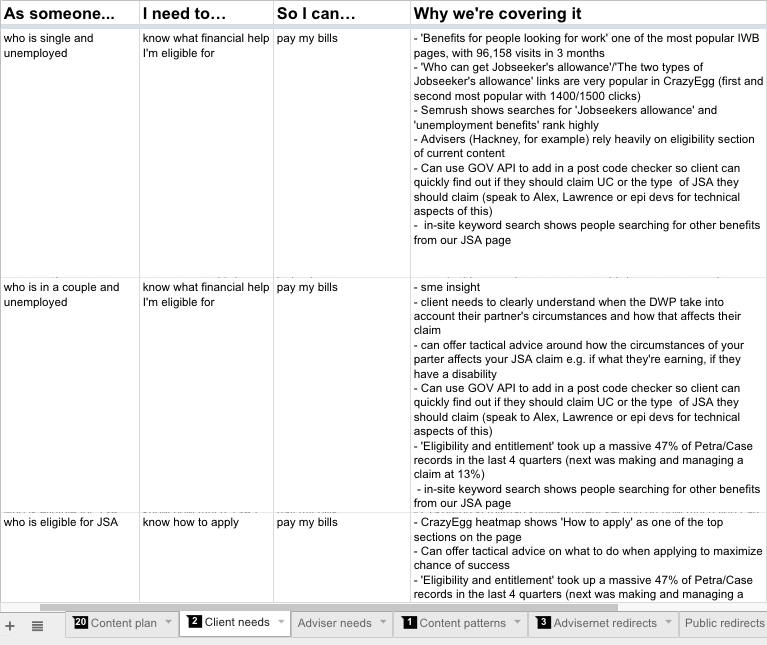 As someone...
I need to…
So I can…
Why we're covering it
who is single and
unemployed
know what financial help
I'm eligible for
pay my bills
- 'Benefits for people looking for work' one of the most popular IWB
pages, with 96,158 visits in 3 months
- 'Who can get Jobseeker's allowance'/'The two types of
Jobseeker's allowance' links are very popular in CrazyEgg (first and
second most popular with 1400/1500 clicks)
- Semrush shows searches for 'Jobseekers allowance' and
'unemployment benefits' rank highly
- Advisers (Hackney, for example) rely heavily on eligibility section
of current content
- Can use GOV API to add in a post code checker so client can
quickly find out if they should claim UC or the type  of JSA they
should claim (speak to Alex, Lawrence or epi devs for technical
aspects of this)
-  in-site keyword search shows people searching for other benefits
from our JSA page
who is in a couple and
unemployed
know what financial help
I'm eligible for
pay my bills
- sme insight
- client needs to clearly understand when the DWP take into
account their partner's circumstances and how that affects their
claim
- can offer tactical advice around how the circumstances of your
parter affects your JSA claim e.g. if what they're earning, if they
have a disability
- Can use GOV API to add in a post code checker so client can
quickly find out if they should claim UC or the type  of JSA they
should claim (speak to Alex, Lawrence or epi devs for technical
aspects of this)
- 'Eligibility and entitlement' took up a massive 47% of Petra/Case
records in the last 4 quarters (next was making and managing a
claim at 13%)
- in-site keyword search shows people searching for other benefits
from our JSA page
who is eligible for JSA
know how to apply
pay my bills
- CrazyEgg heatmap shows 'How to apply' as one of the top
sections on the page
- Can offer tactical advice on what to do when applying to maximize
chance of success
- 'Eligibility and entitlement' took up a massive 47% of Petra/Case
records in the last 4 quarters (next was making and managing a
20 Content plan
2 Client needs
Adviser needs
1 Content patterns
3 Advisernet redirects
Public redirects